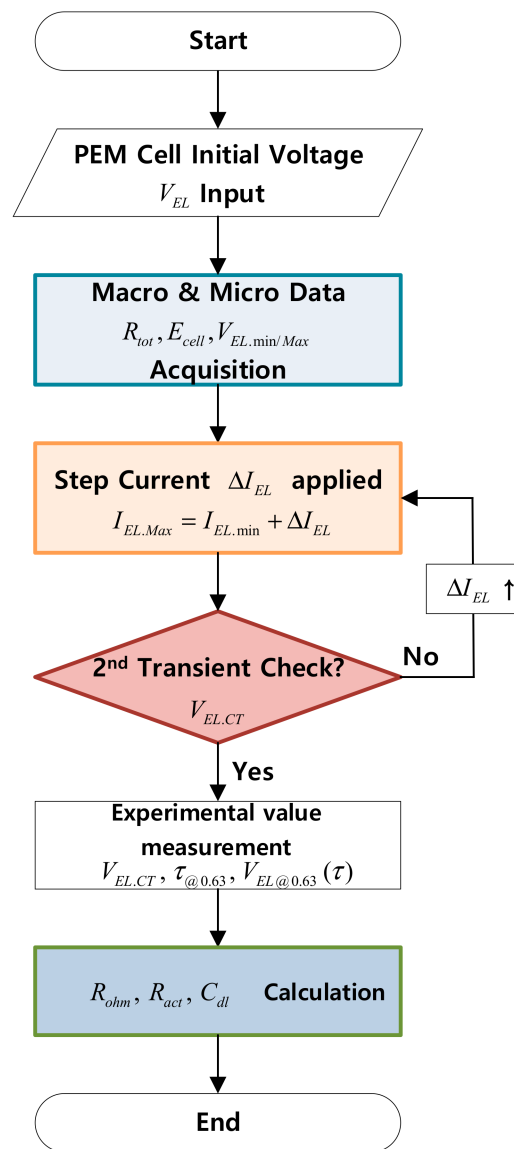 Start
PEM Cell Initial Voltage
V_EL Input
Macro & Micro Data
R_tot, E_cell, V_EL.min/Max
Acquisition
Step Current ΔI_EL applied
I_EL.Max = I_EL.min + ΔI_EL
ΔI_EL ↑
No
2nd Transient Check?
V_EL.CT
Yes
Experimental value
measurement
V_EL.CT, τ_@0.63, V_EL@0.63(τ)
R_ohm, R_act, C_dl Calculation
End